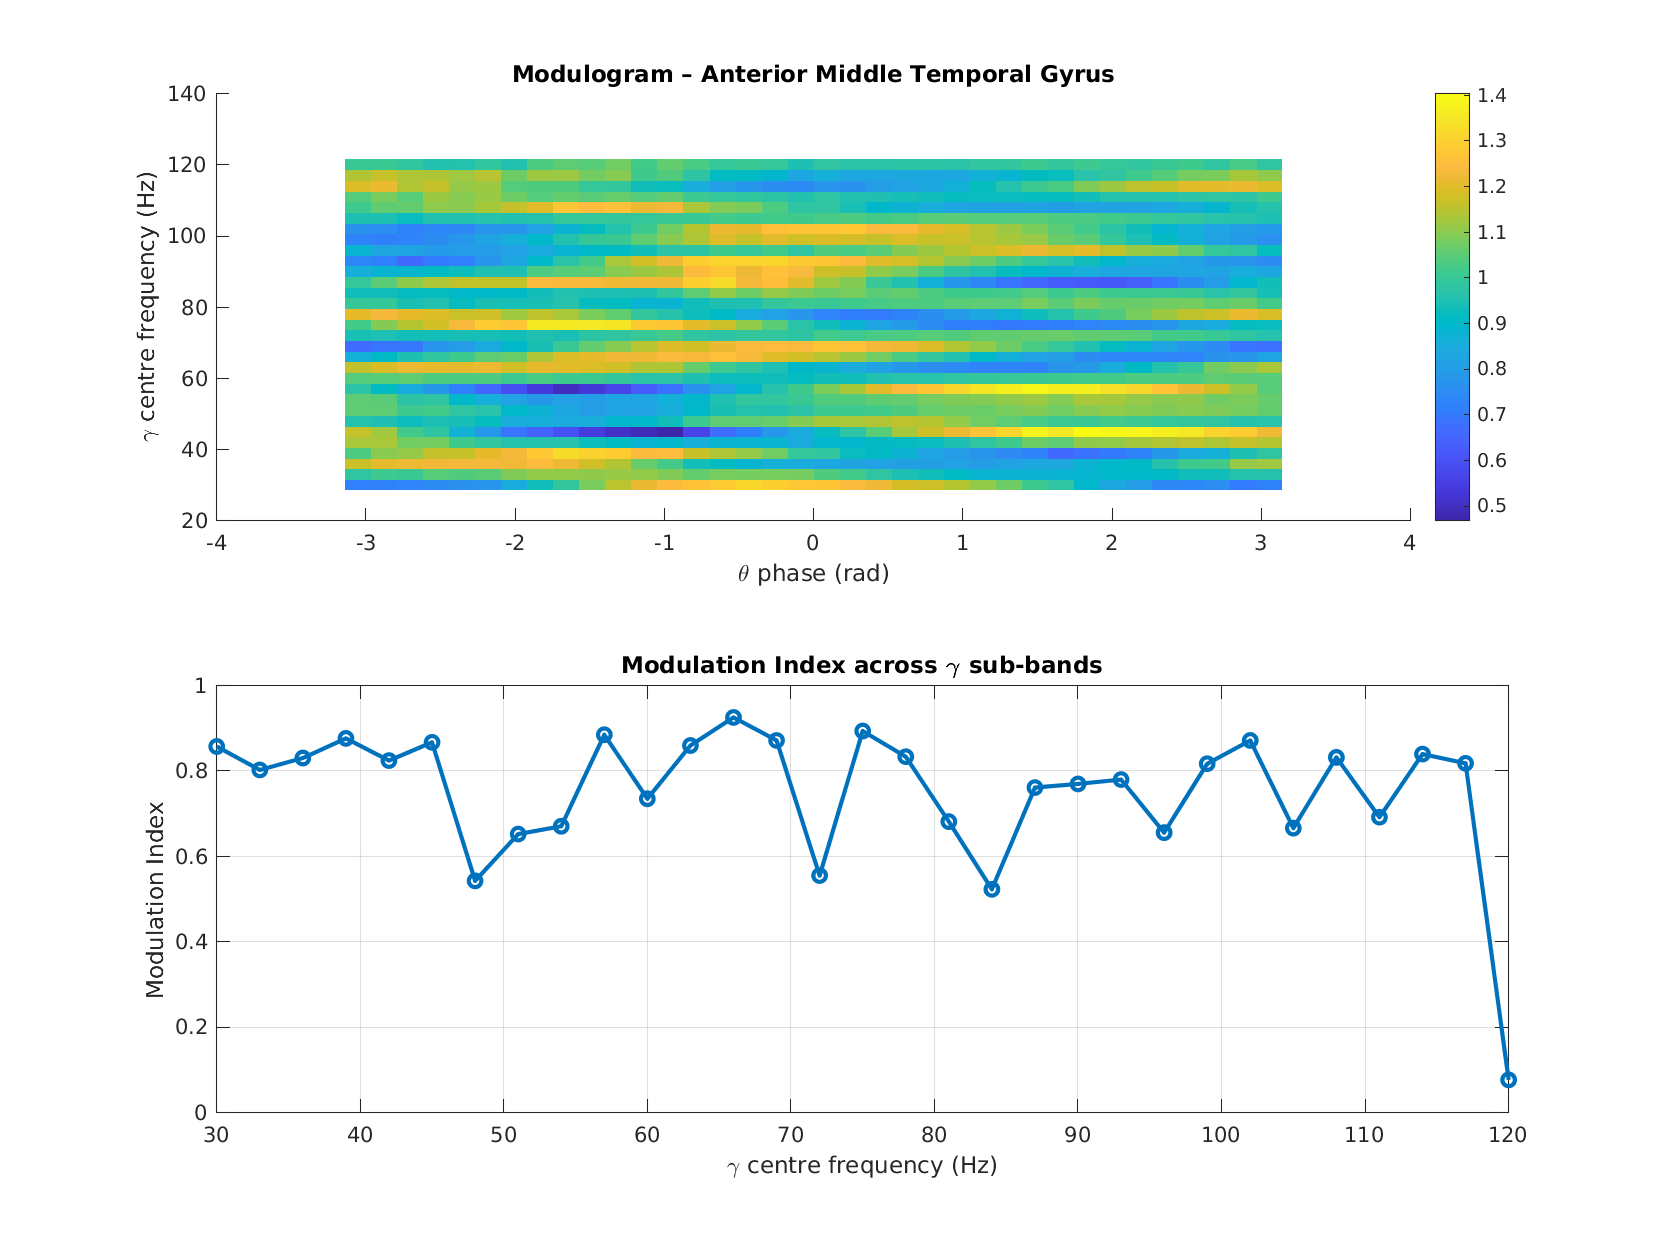 Modulogram – Anterior Middle Temporal Gyrus
γ centre frequency (Hz)
140
120
100
80
60
40
20
-4 -3 -2 -1 0 1 2 3 4
θ phase (rad)
1.4
1.3
1.2
1.1
1
0.9
0.8
0.7
0.6
0.5
Modulation Index across γ sub-bands
Modulation Index
1
0.8
0.6
0.4
0.2
0
30 40 50 60 70 80 90 100 110 120
γ centre frequency (Hz)